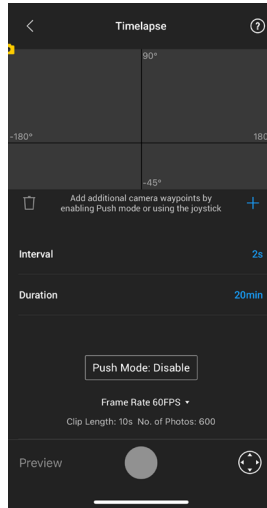 Timelapse
90°
-180°
180
-45°
Add additional camera waypoints by
enabling Push mode or using the joystick
Interval
2s
Duration
20min
Push Mode: Disable
Frame Rate 60FPS
Clip Length: 10s No. of Photos: 600
Preview